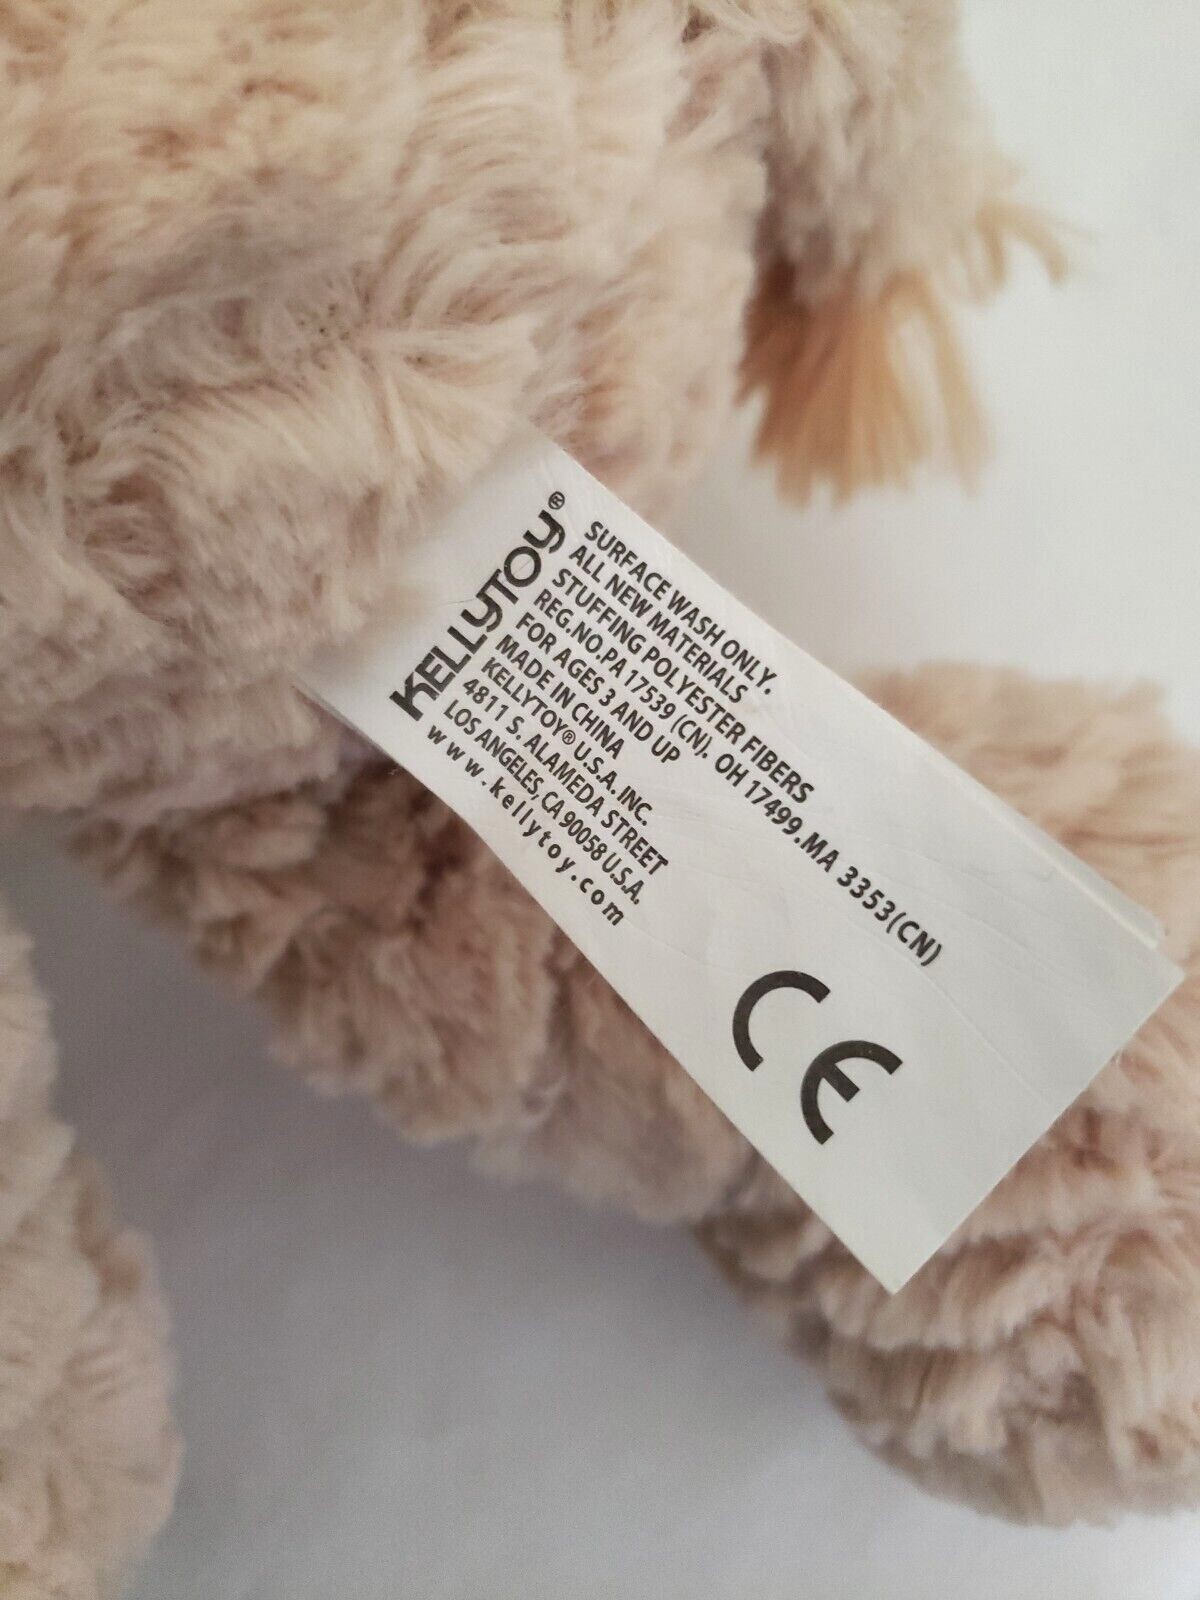 KELLYTOY®
SURFACE WASH ONLY.
ALL NEW MATERIALS
STUFFING POLYESTER FIBERS
REG.NO.PA 17539 (CN). OH 17499.MA 3353(CN)
FOR AGES 3 AND UP
MADE IN CHINA
KELLYTOY® U.S.A. INC.
4811 S. ALAMEDA STREET
LOS ANGELES, CA 90058 U.S.A.
www.kellytoy.com
CE